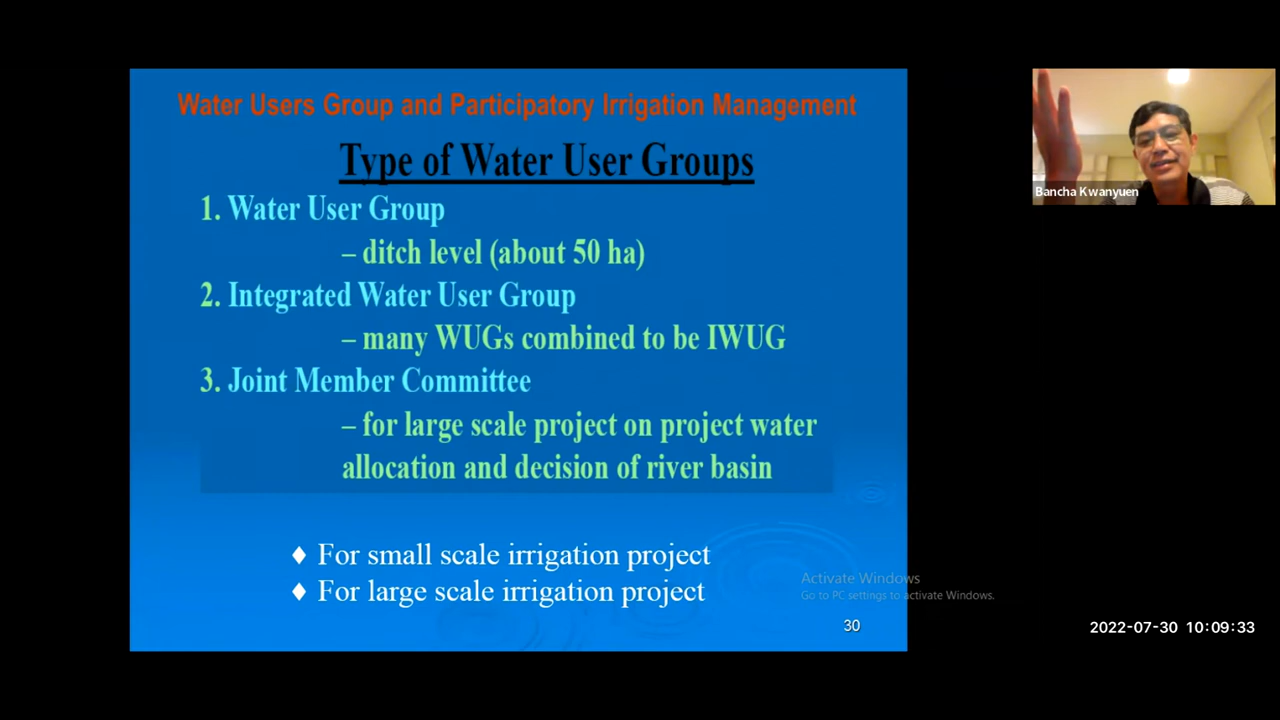 Water Users Group and Participatory Irrigation Management
Type of Water User Groups
1. Water User Group
– ditch level (about 50 ha)
2. Integrated Water User Group
– many WUGs combined to be IWUG
3. Joint Member Committee
– for large scale project on project water
allocation and decision of river basin
♦ For small scale irrigation project
♦ For large scale irrigation project
30
Bancha Kwanyuen
Activate Windows
Go to PC settings to activate Windows.
2022-07-30 10:09:33